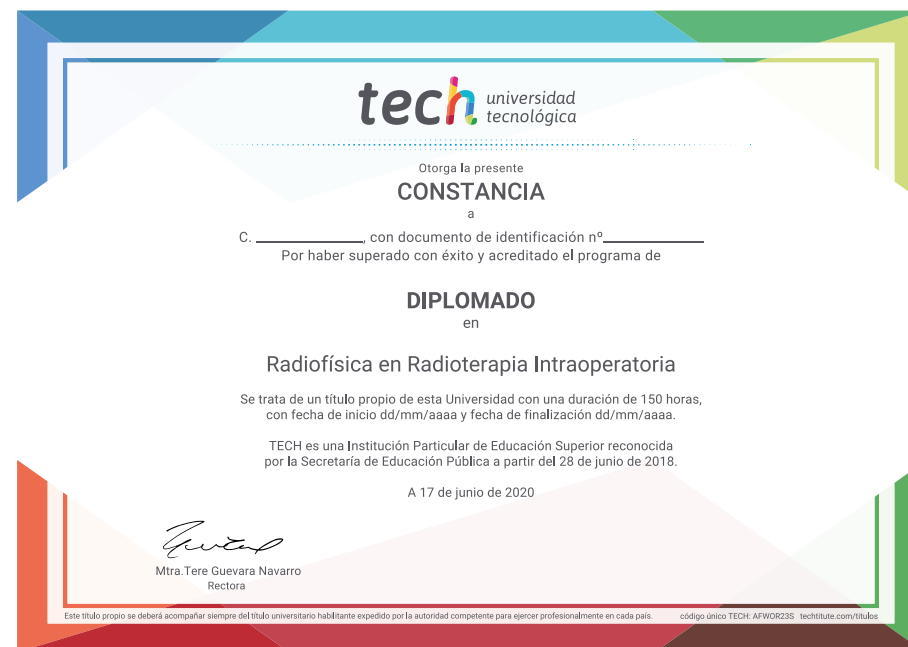 tech universidad
tecnológica
Otorga la presente
CONSTANCIA
a
C. ____________, con documento de identificación nº____________
Por haber superado con éxito y acreditado el programa de
DIPLOMADO
en
Radiofísica en Radioterapia Intraoperatoria
Se trata de un título propio de esta Universidad con una duración de 150 horas,
con fecha de inicio dd/mm/aaaa y fecha de finalización dd/mm/aaaa.
TECH es una Institución Particular de Educación Superior reconocida
por la Secretaría de Educación Pública a partir del 28 de junio de 2018.
A 17 de junio de 2020
Mtra.Tere Guevara Navarro
Rectora
Este título propio se deberá acompañar siempre del título universitario habilitante expedido por la autoridad competente para ejercer profesionalmente en cada país. código único TECH: AFWOR23S techtitute.com/titulos